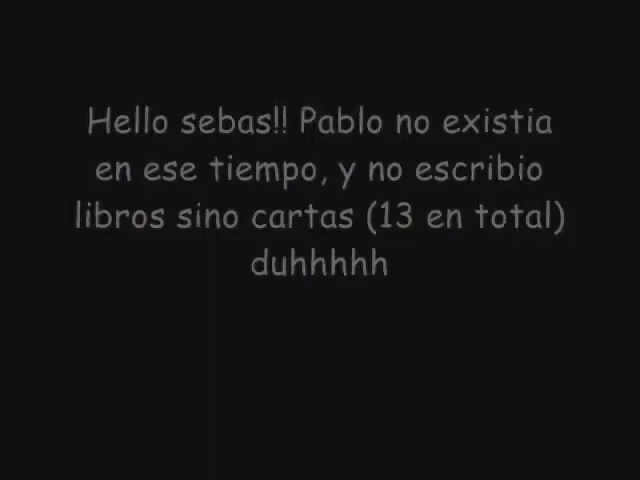 Hello sebas!! Pablo no existia
en ese tiempo, y no escribio
libros sino cartas (13 en total)
duhhhhh